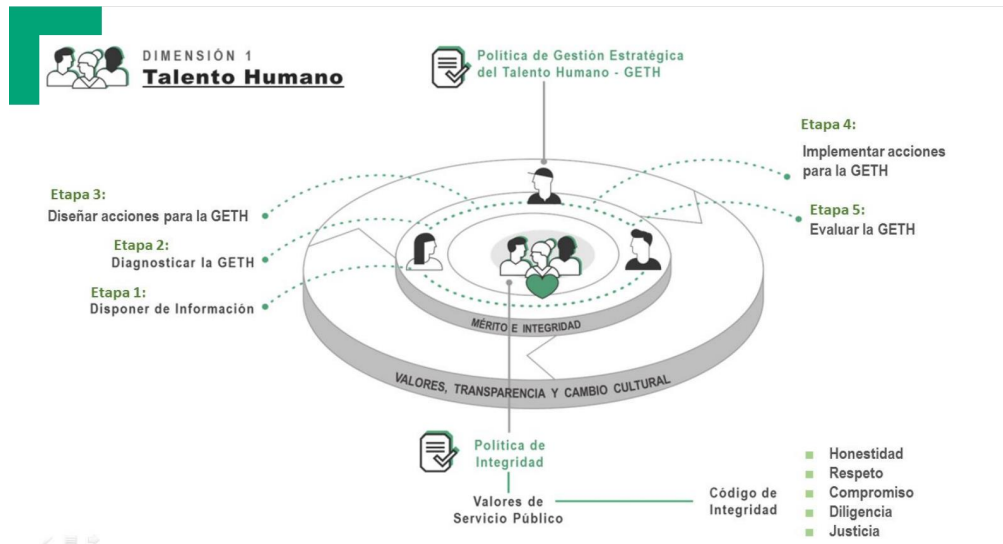 DIMENSIÓN 1
Talento Humano
Política de Gestión Estratégica
del Talento Humano - GETH
Etapa 4:
Implementar acciones
para la GETH
Etapa 3:
Diseñar acciones para la GETH
Etapa 5:
Evaluar la GETH
Etapa 2:
Diagnosticar la GETH
Etapa 1:
Disponer de Información
MÉRITO E INTEGRIDAD
VALORES, TRANSPARENCIA Y CAMBIO CULTURAL
Política de
Integridad
Valores de
Servicio Público
Código de
Integridad
Honestidad
Respeto
Compromiso
Diligencia
Justicia